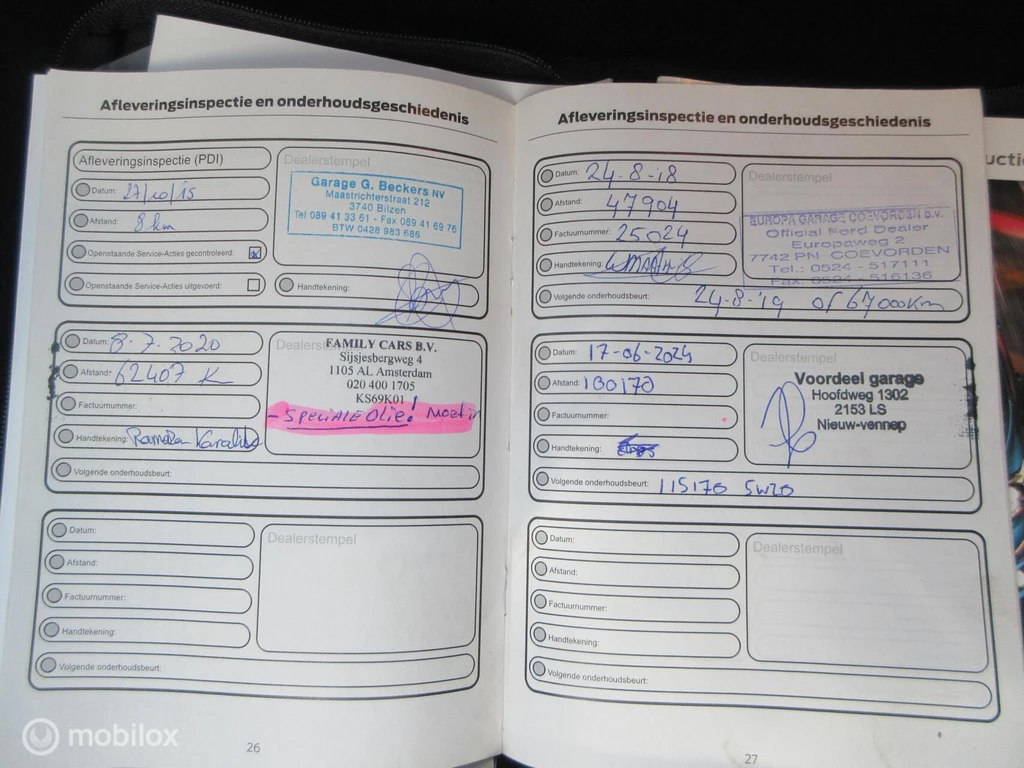 Afleveringsinspectie en onderhoudsgeschiedenis
Afleveringsinspectie (PDI)
Datum: 27/10/15
Afstand: 8 km
Openstaande Service-Acties gecontroleerd:
Openstaande Service-Acties uitgevoerd:
Dealerstempel
Garage G. Beckers NV
Maastrichterstraat 212
3740 Bilzen
Tel 089 41 33 61 - Fax 089 41 69 76
BTW 0428 983 686
Handtekening:
Datum: 8-7-2020
Afstand: 62407 K
Factuurnummer:
Handtekening:
Volgende onderhoudsbeurt:
Dealerstempel
FAMILY CARS B.V.
Sijsjesbergweg 4
1105 AL Amsterdam
020 400 1705
KS69K01
- SPECIALE OLIE! Moet in
Datum:
Afstand:
Factuurnummer:
Handtekening:
Volgende onderhoudsbeurt:
Dealerstempel
26
Afleveringsinspectie en onderhoudsgeschiedenis
Datum: 24-8-18
Afstand: 47904
Factuurnummer: 25024
Handtekening:
Volgende onderhoudsbeurt: 24-8-'19 of 67000km
Dealerstempel
EUROPA GARAGE COEVORDEN B.V.
Official Ford Dealer
Europaweg 2
7742 PN COEVORDEN
Tel.: 0524 - 517111
Fax: 0524 - 516136
Datum: 17-06-2024
Afstand: 100170
Factuurnummer:
Handtekening:
Volgende onderhoudsbeurt: 115170 5W20
Dealerstempel
Voordeel garage
Hoofdweg 1302
2153 LS
Nieuw-vennep
Datum:
Afstand:
Factuurnummer:
Handtekening:
Volgende onderhoudsbeurt:
Dealerstempel
27
uctie
mobilox